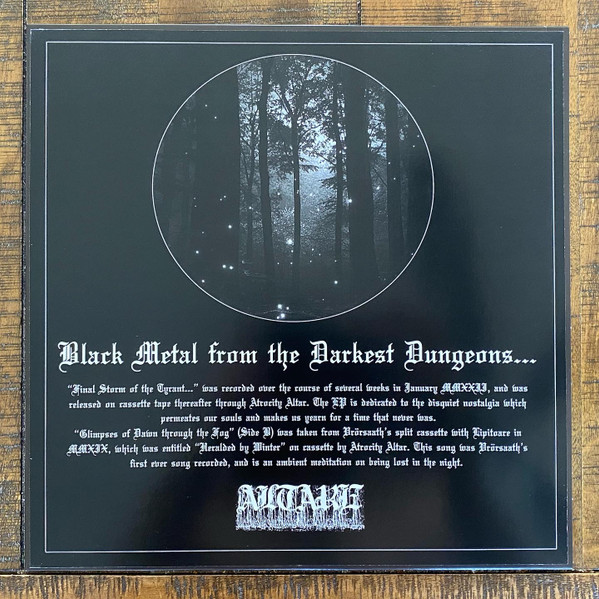 Black Metal from the Darkest Dungeons...
"Final Storm of the Tyrant..." was recorded over the course of several weeks in January MMXXII, and was
released on cassette tape thereafter through Atrocity Altar. The EP is dedicated to the disquiet nostalgia which
permeates our souls and makes us yearn for a time that never was.
"Glimpses of Dawn through the Fog" (Side B) was taken from Vrörsaath's split cassette with Lipitoare in
MMXIX, which was entitled "Heralded by Winter" on cassette by Atrocity Altar. This song was Vrörsaath's
first ever song recorded, and is an ambient meditation on being lost in the night.
ALTARE